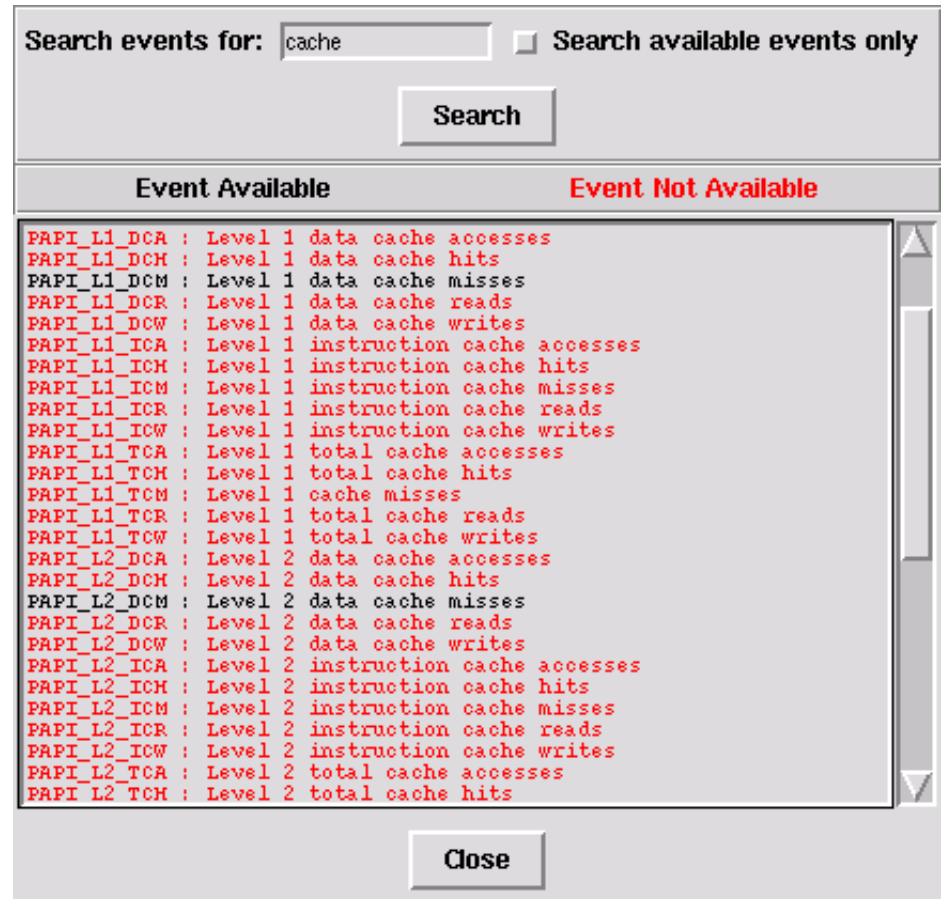 Search events for: cache Search available events only
Search
Event Available Event Not Available
PAPI_L1_DCA : Level 1 data cache accesses
PAPI_L1_DCH : Level 1 data cache hits
PAPI_L1_DCM : Level 1 data cache misses
PAPI_L1_DCR : Level 1 data cache reads
PAPI_L1_DCW : Level 1 data cache writes
PAPI_L1_ICA : Level 1 instruction cache accesses
PAPI_L1_ICH : Level 1 instruction cache hits
PAPI_L1_ICM : Level 1 instruction cache misses
PAPI_L1_ICR : Level 1 instruction cache reads
PAPI_L1_ICW : Level 1 instruction cache writes
PAPI_L1_TCA : Level 1 total cache accesses
PAPI_L1_TCH : Level 1 total cache hits
PAPI_L1_TCM : Level 1 cache misses
PAPI_L1_TCR : Level 1 total cache reads
PAPI_L1_TCW : Level 1 total cache writes
PAPI_L2_DCA : Level 2 data cache accesses
PAPI_L2_DCH : Level 2 data cache hits
PAPI_L2_DCM : Level 2 data cache misses
PAPI_L2_DCR : Level 2 data cache reads
PAPI_L2_DCW : Level 2 data cache writes
PAPI_L2_ICA : Level 2 instruction cache accesses
PAPI_L2_ICH : Level 2 instruction cache hits
PAPI_L2_ICM : Level 2 instruction cache misses
PAPI_L2_ICR : Level 2 instruction cache reads
PAPI_L2_ICW : Level 2 instruction cache writes
PAPI_L2_TCA : Level 2 total cache accesses
PAPI_L2_TCH : Level 2 total cache hits
Close